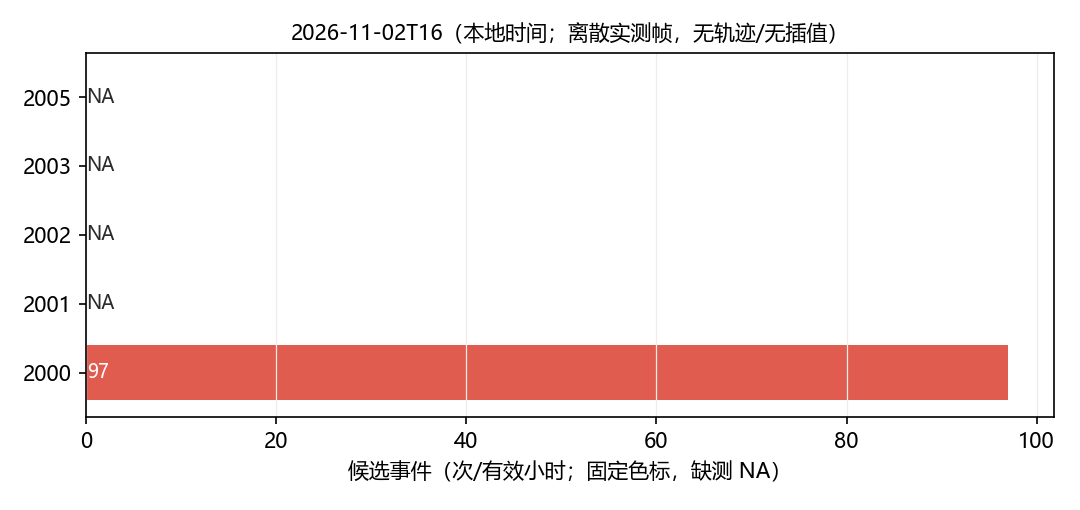 2026-11-02T16（本地时间；离散实测帧，无轨迹/无插值）
2005 NA
2003 NA
2002 NA
2001 NA
2000 97
0 20 40 60 80 100
候选事件（次/有效小时；固定色标，缺测 NA）